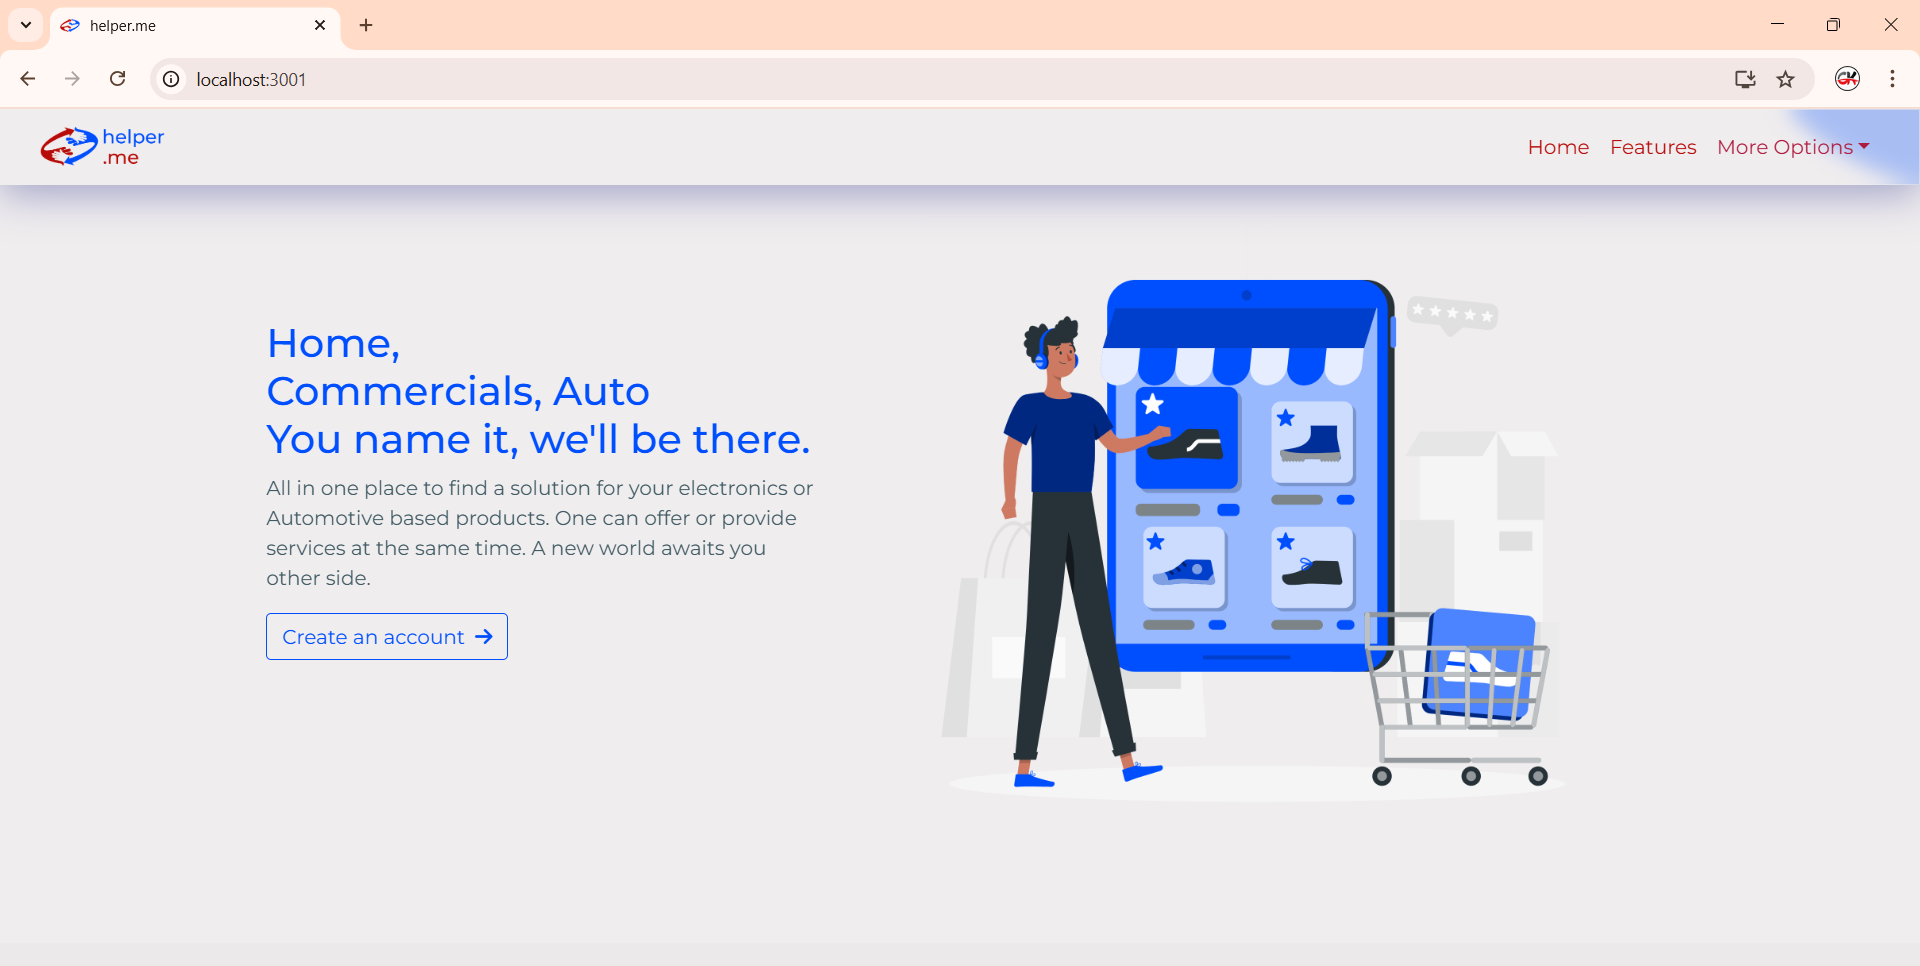 helper.me
localhost:3001
helper
.me
Home
Features
More Options
Home,
Commercials, Auto
You name it, we'll be there.
All in one place to find a solution for your electronics or
Automotive based products. One can offer or provide
services at the same time. A new world awaits you
other side.
Create an account